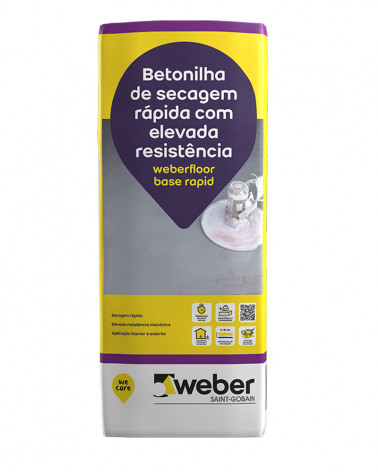 Betonilha
de secagem
rápida com
elevada
resistência
weberfloor
base rapid
Secagem rápida
Elevada resistência mecânica
Aplicação interior e exterior
we
care
weber
SAINT-GOBAIN